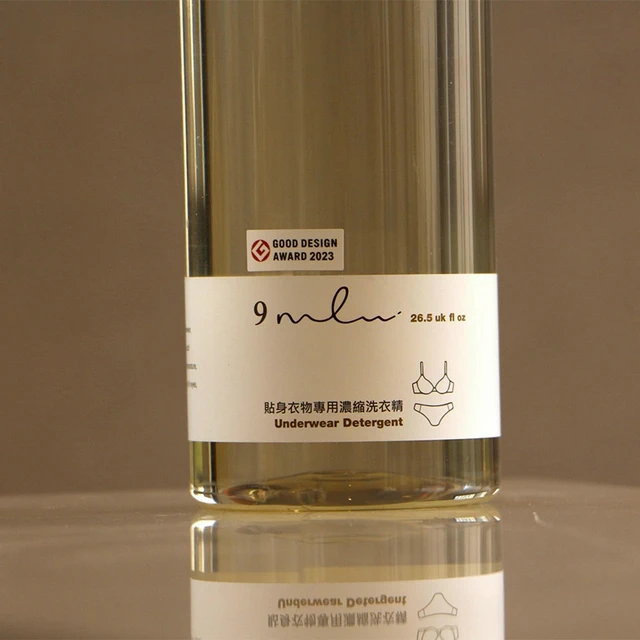 GOOD DESIGN
AWARD 2023
9 mlu
26.5 uk fl oz
貼身衣物專用濃縮洗衣精
Underwear Detergent